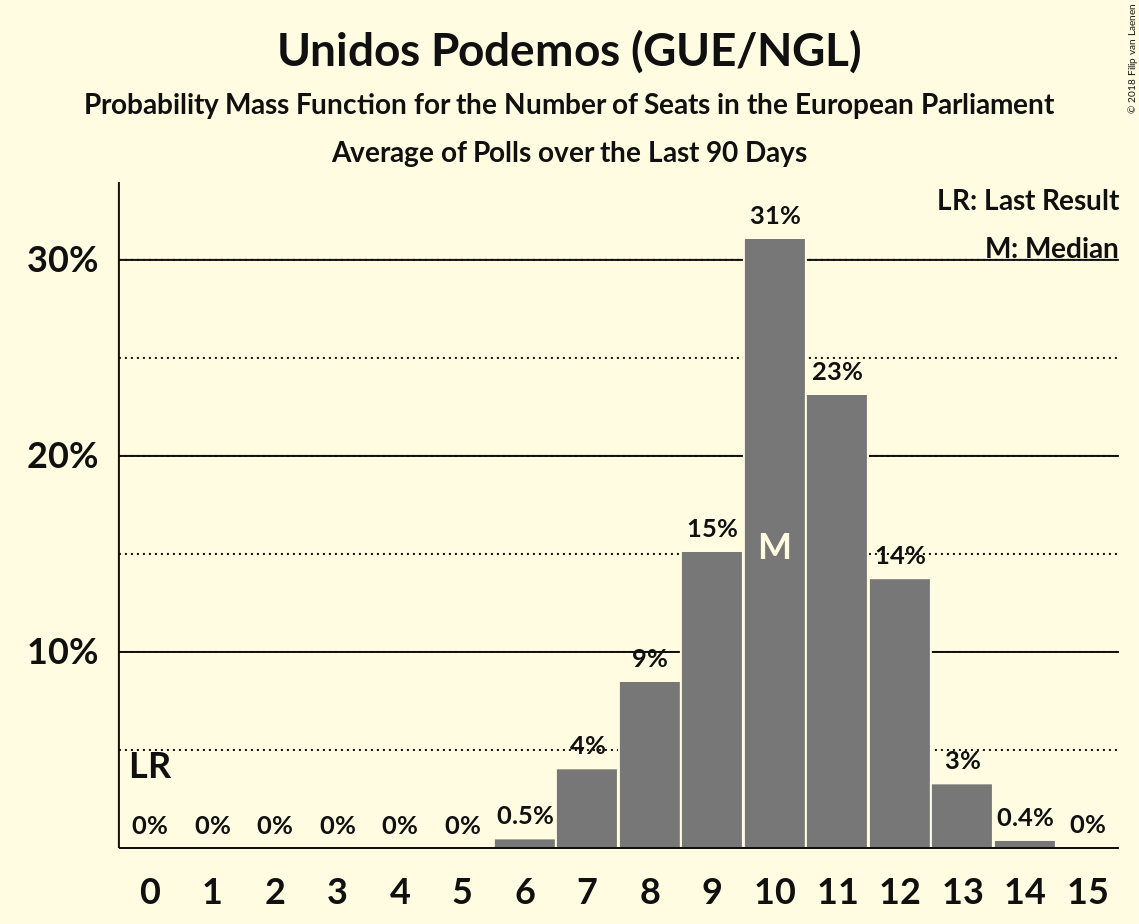 Unidos Podemos (GUE/NGL)
Probability Mass Function for the Number of Seats in the European Parliament
Average of Polls over the Last 90 Days
© 2018 Filip van Laenen
LR: Last Result
M: Median
30%
20%
10%
31%
23%
15%
M
14%
9%
4%
3%
LR
0%
0%
0%
0%
0%
0%
0.5%
0.4%
0%
0 1 2 3 4 5 6 7 8 9 10 11 12 13 14 15